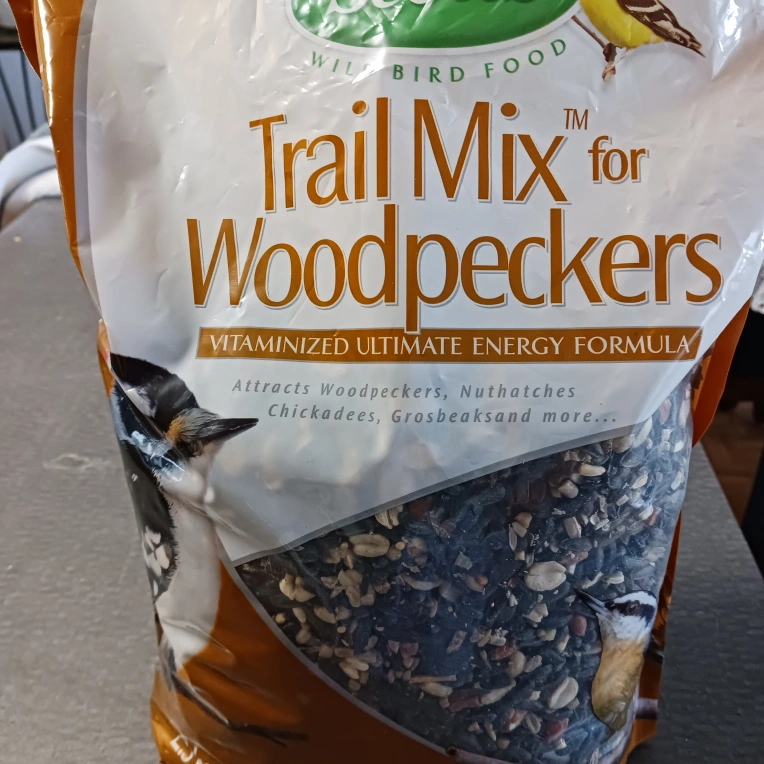 WILD BIRD FOOD
Trail Mix™ for
Woodpeckers
VITAMINIZED ULTIMATE ENERGY FORMULA
Attracts Woodpeckers, Nuthatches
Chickadees, Grosbeaksand more...